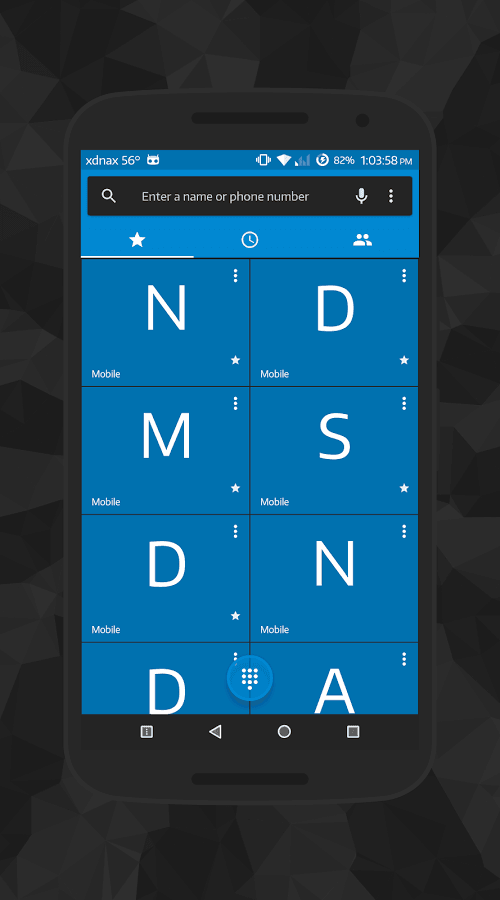 xdnax 56° 82% 1:03:58 PM
Enter a name or phone number
N D
Mobile Mobile
M S
Mobile Mobile
D N
Mobile Mobile
D A